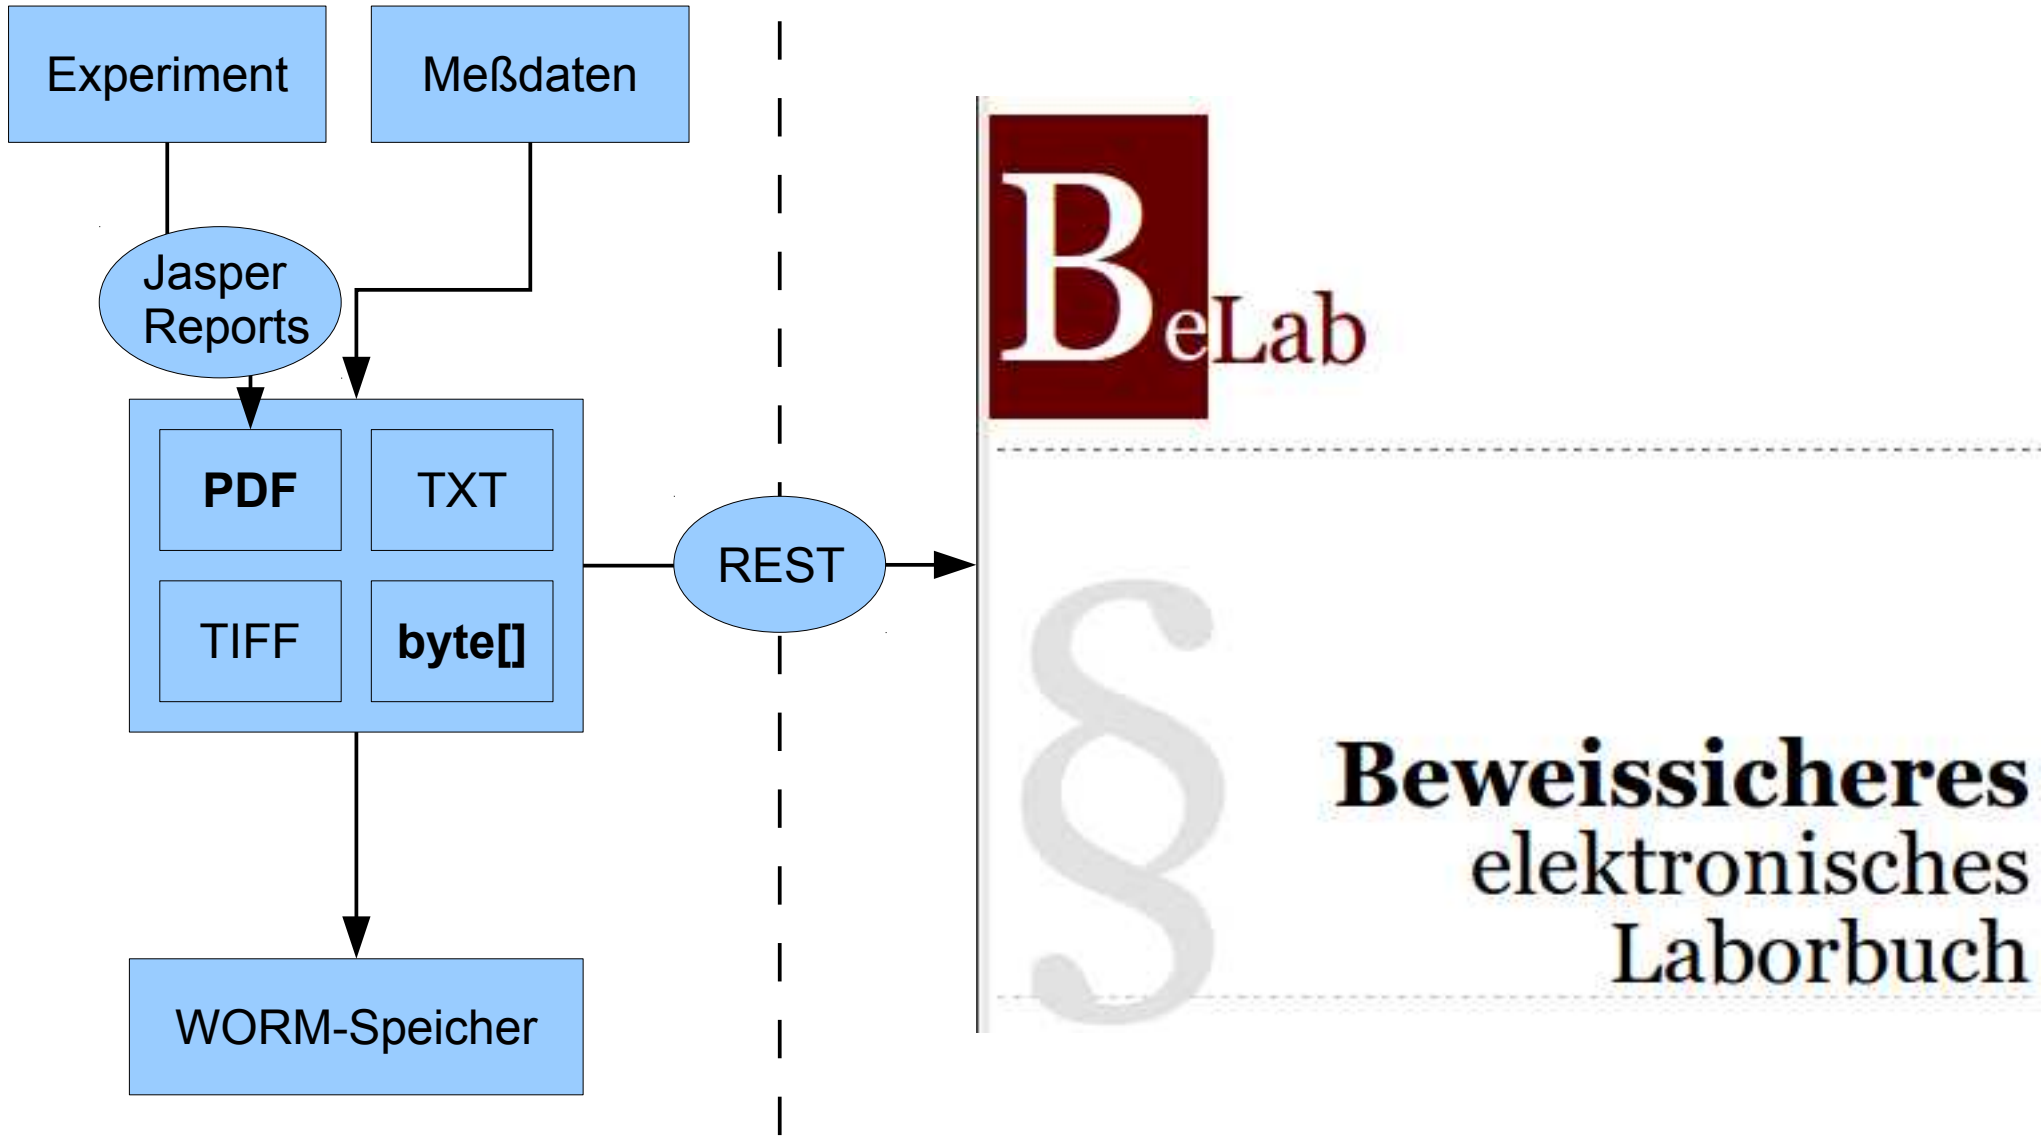 Experiment
Meßdaten
Jasper
Reports
PDF
TXT
TIFF
byte[]
REST
WORM-Speicher
BeLab
§
Beweissicheres
elektronisches
Laborbuch